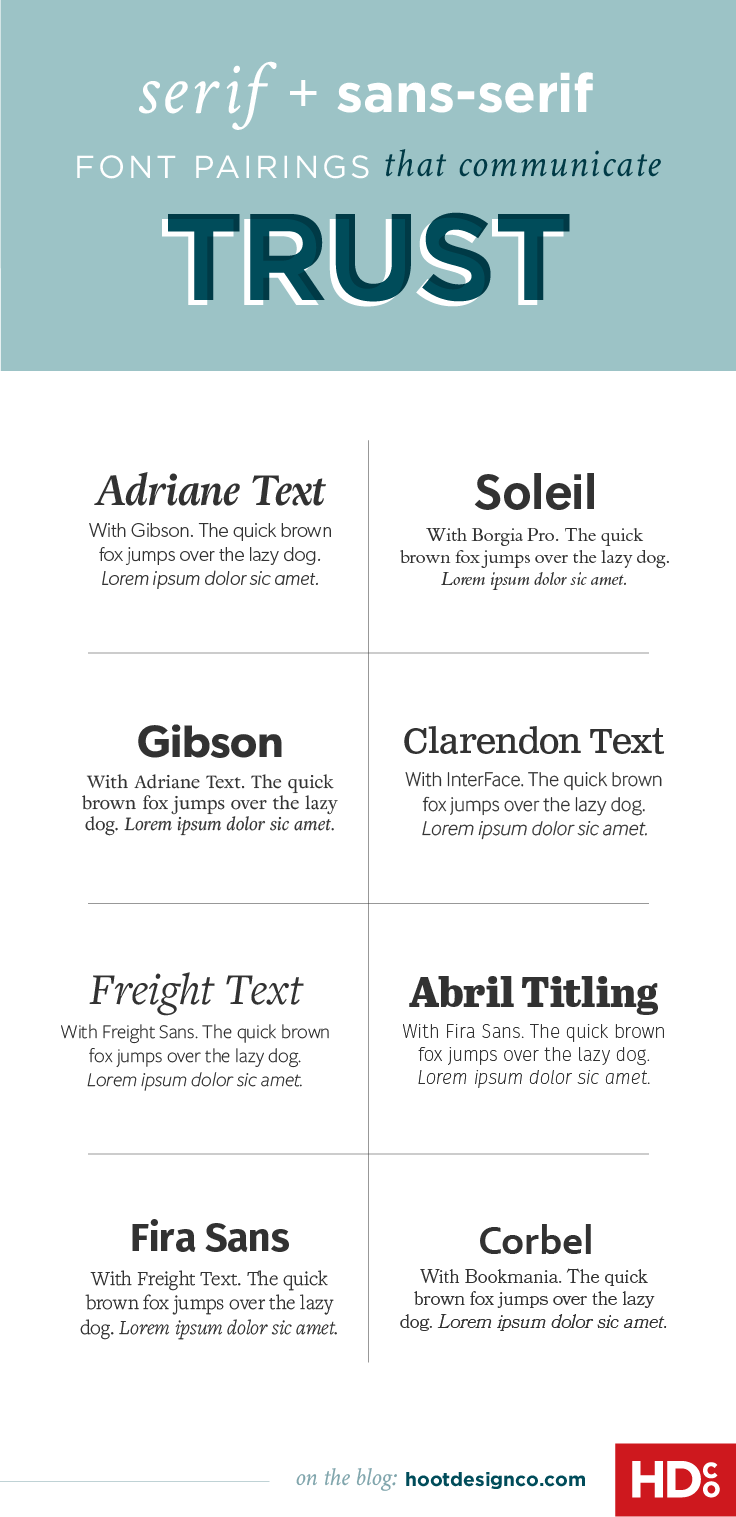 serif + sans-serif
FONT PAIRINGS that communicate
TRUST
Adriane Text
With Gibson. The quick brown
fox jumps over the lazy dog.
Lorem ipsum dolor sic amet.
Soleil
With Borgia Pro. The quick
brown fox jumps over the lazy dog.
Lorem ipsum dolor sic amet.
Gibson
With Adriane Text. The quick
brown fox jumps over the lazy
dog. Lorem ipsum dolor sic amet.
Clarendon Text
With InterFace. The quick brown
fox jumps over the lazy dog.
Lorem ipsum dolor sic amet.
Freight Text
With Freight Sans. The quick brown
fox jumps over the lazy dog.
Lorem ipsum dolor sic amet.
Abril Titling
With Fira Sans. The quick brown
fox jumps over the lazy dog.
Lorem ipsum dolor sic amet.
Fira Sans
With Freight Text. The quick
brown fox jumps over the lazy
dog. Lorem ipsum dolor sic amet.
Corbel
With Bookmania. The quick
brown fox jumps over the lazy
dog. Lorem ipsum dolor sic amet.
on the blog: hootdesignco.com
HDCO